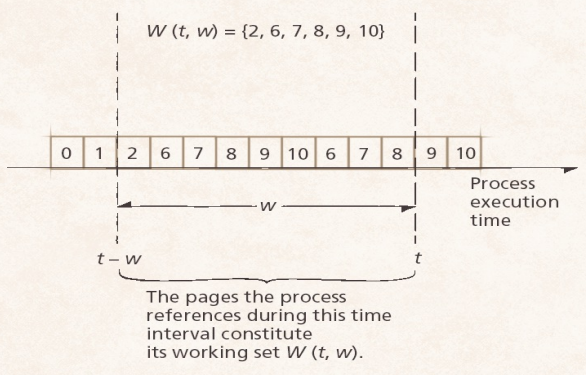 W (t, w) = {2, 6, 7, 8, 9, 10}
0 1 2 6 7 8 9 10 6 7 8 9 10
Process
execution
time
w
t – w
t
The pages the process
references during this time
interval constitute
its working set W (t, w).